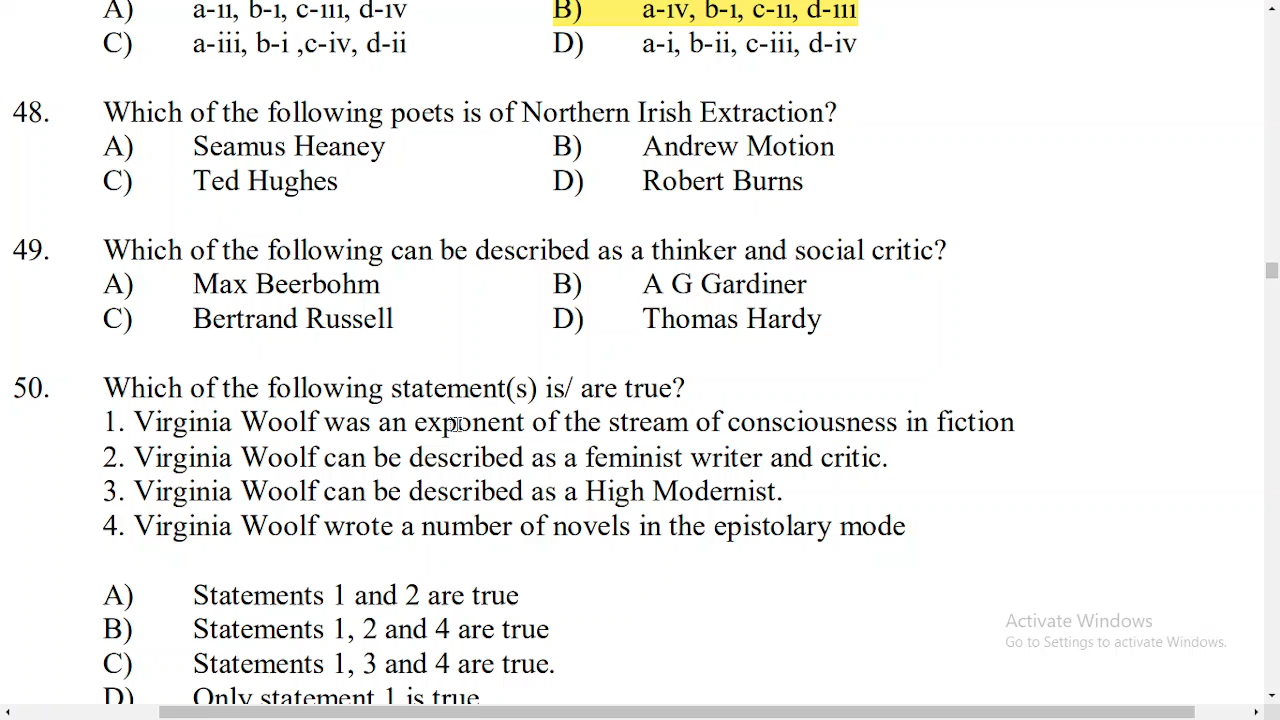 A) a-ii, b-i, c-iii, d-iv B) a-iv, b-i, c-ii, d-iii
C) a-iii, b-i ,c-iv, d-ii D) a-i, b-ii, c-iii, d-iv
48. Which of the following poets is of Northern Irish Extraction?
A) Seamus Heaney B) Andrew Motion
C) Ted Hughes D) Robert Burns
49. Which of the following can be described as a thinker and social critic?
A) Max Beerbohm B) A G Gardiner
C) Bertrand Russell D) Thomas Hardy
50. Which of the following statement(s) is/ are true?
1. Virginia Woolf was an exponent of the stream of consciousness in fiction
2. Virginia Woolf can be described as a feminist writer and critic.
3. Virginia Woolf can be described as a High Modernist.
4. Virginia Woolf wrote a number of novels in the epistolary mode
A) Statements 1 and 2 are true
B) Statements 1, 2 and 4 are true
C) Statements 1, 3 and 4 are true.
D) Only statement 1 is true
Activate Windows
Go to Settings to activate Windows.